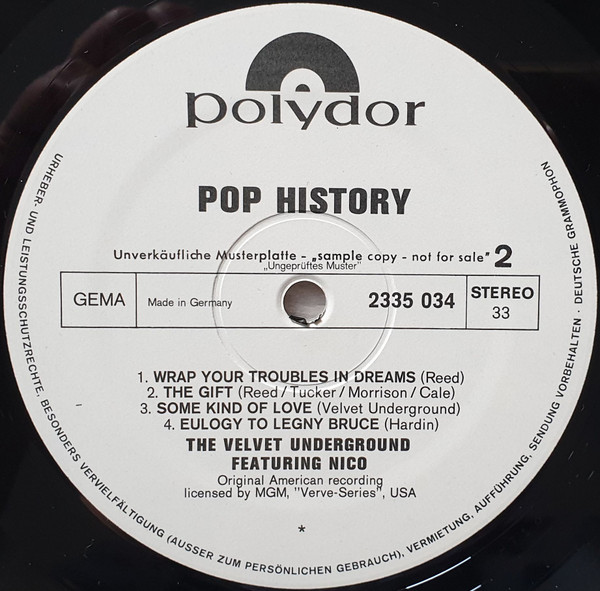 polydor
POP HISTORY
Unverkäufliche Musterplatte - „sample copy - not for sale" 2
„Ungeprüftes Muster"
GEMA
Made in Germany
2335 034
STEREO
33
1. WRAP YOUR TROUBLES IN DREAMS (Reed)
2. THE GIFT (Reed/Tucker/Morrison/Cale)
3. SOME KIND OF LOVE (Velvet Underground)
4. EULOGY TO LEGNY BRUCE (Hardin)
THE VELVET UNDERGROUND
FEATURING NICO
Original American recording
licensed by MGM, "Verve-Series", USA
*
URHEBER- UND LEISTUNGSSCHUTZRECHTE, BESONDERS VERVIELFÄLTIGUNG (AUSSER ZUM PERSÖNLICHEN GEBRAUCH), VERMIETUNG, AUFFÜHRUNG, SENDUNG VORBEHALTEN · DEUTSCHE GRAMMOPHON